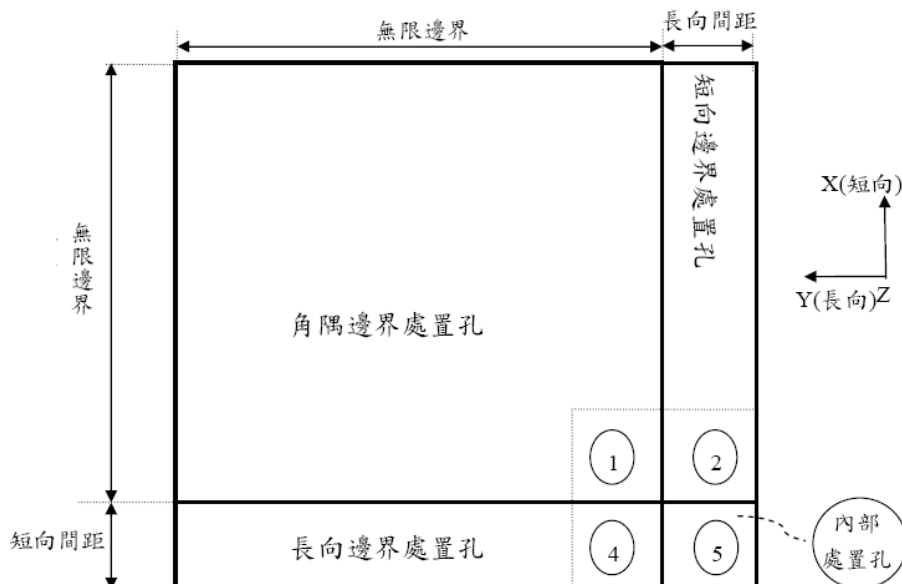 無限邊界
長向間距
短向邊界處置孔
X(短向)
Y(長向)Z
無限邊界
角隅邊界處置孔
1
2
短向間距
長向邊界處置孔
4
5
內部
處置孔